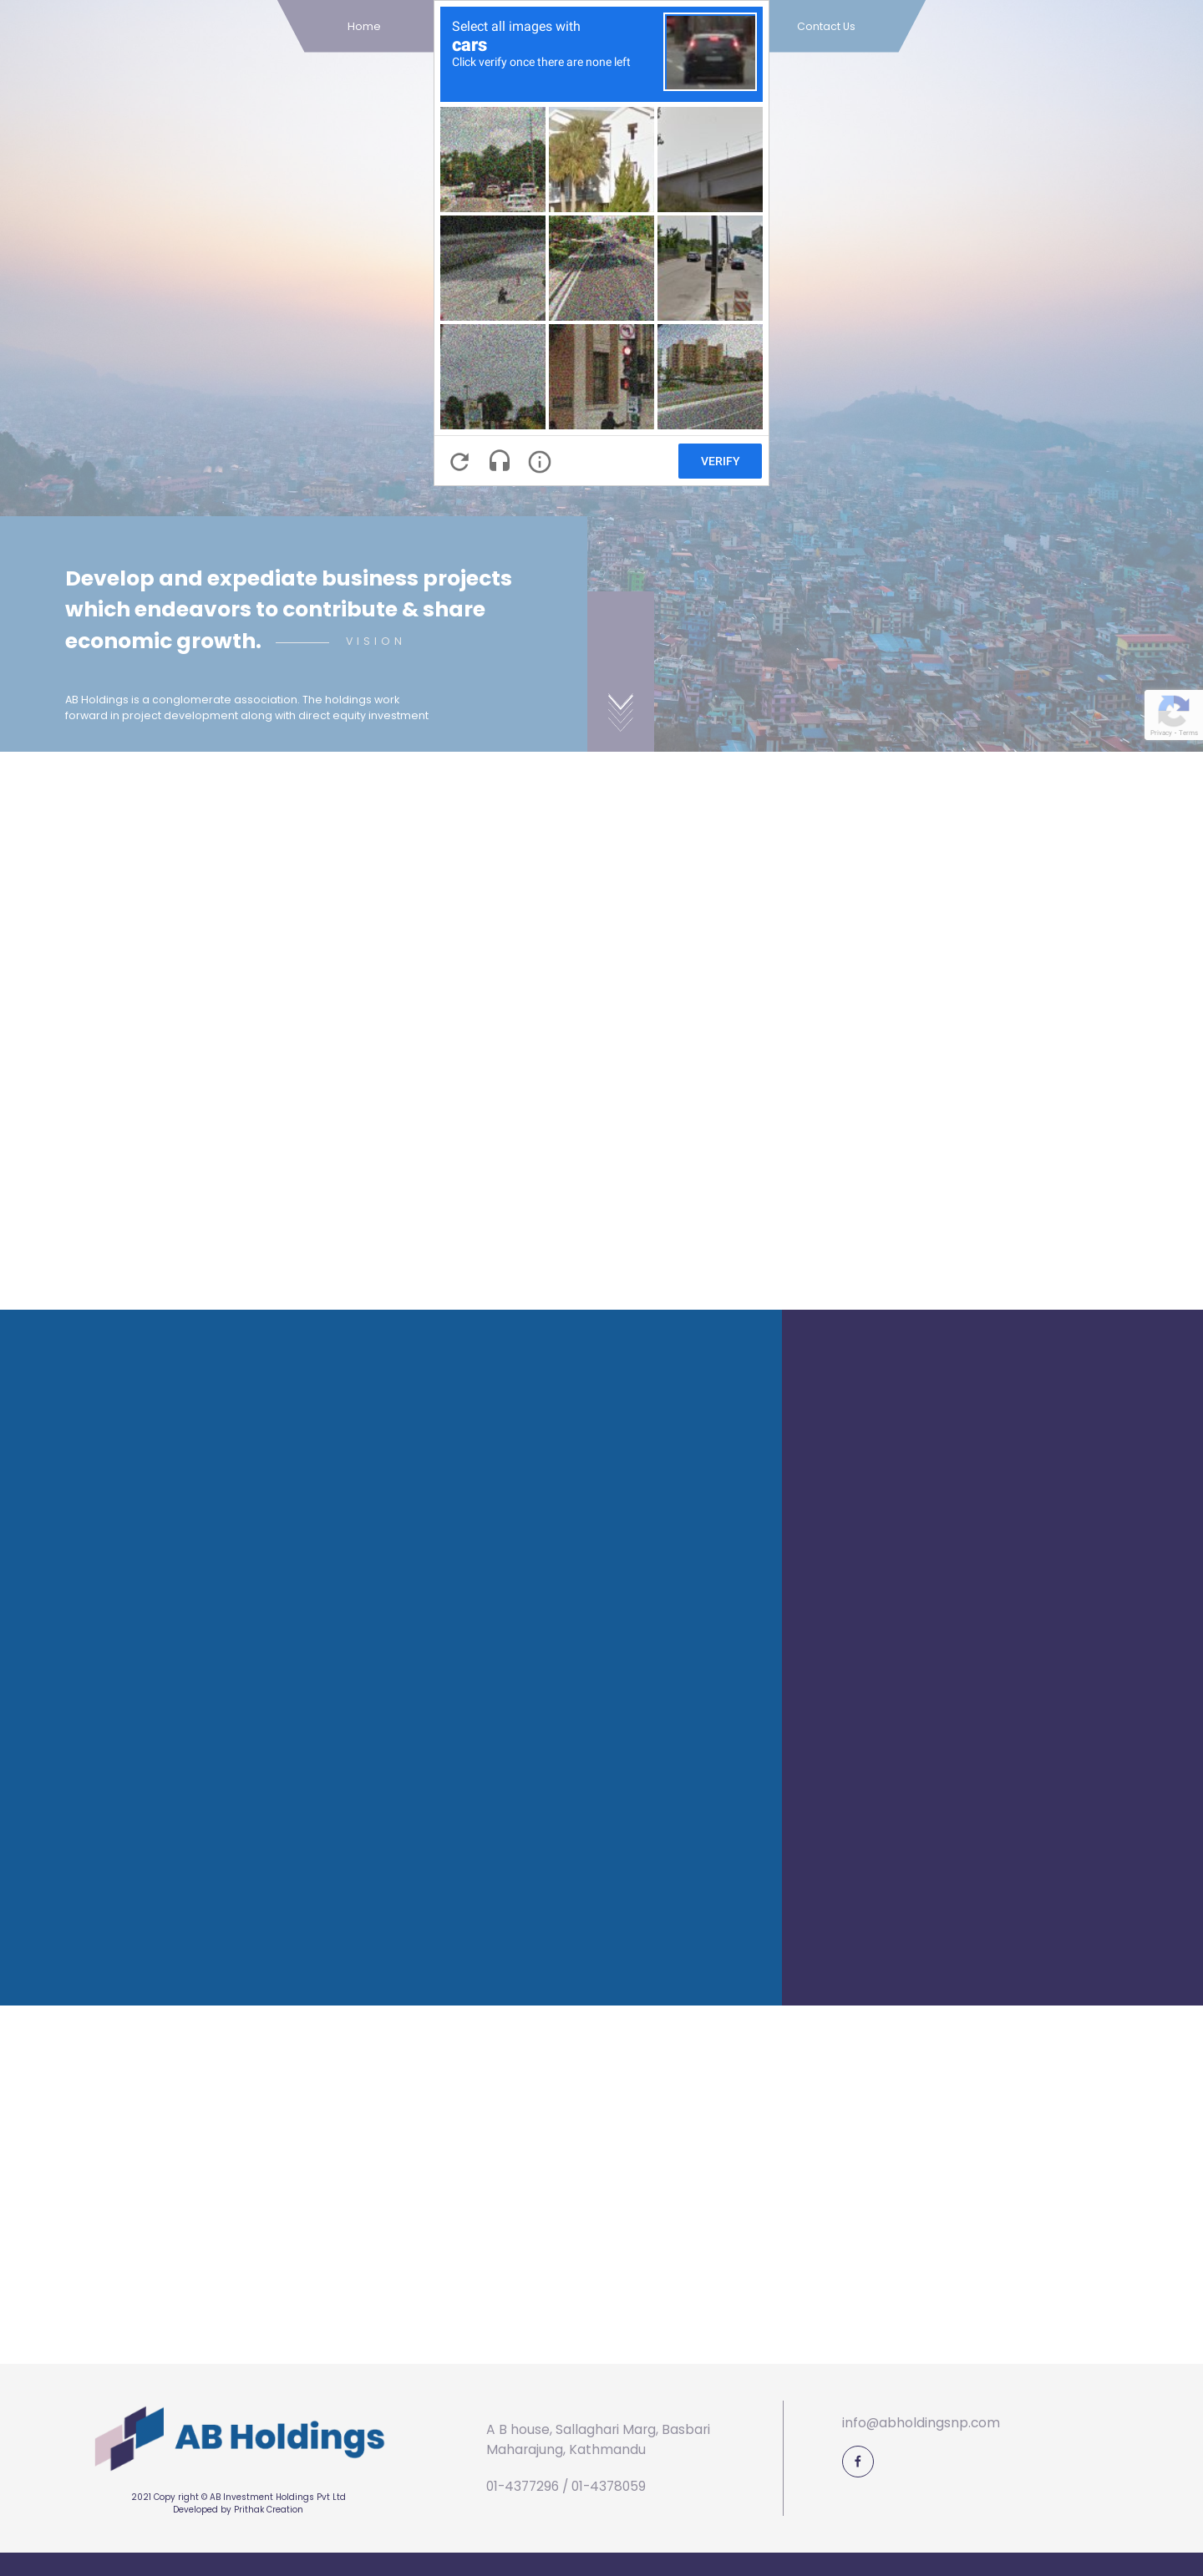 Home
Contact Us
Select all images with
cars
Click verify once there are none left
VERIFY
Develop and expediate business projects
which endeavors to contribute & share
economic growth. VISION
AB Holdings is a conglomerate association. The holdings work
forward in project development along with direct equity investment
Privacy - Terms
AB Holdings
2021 Copy right © AB Investment Holdings Pvt Ltd
Developed by Prithak Creation
A B house, Sallaghari Marg, Basbari
Maharajung, Kathmandu
01-4377296 / 01-4378059
info@abholdingsnp.com